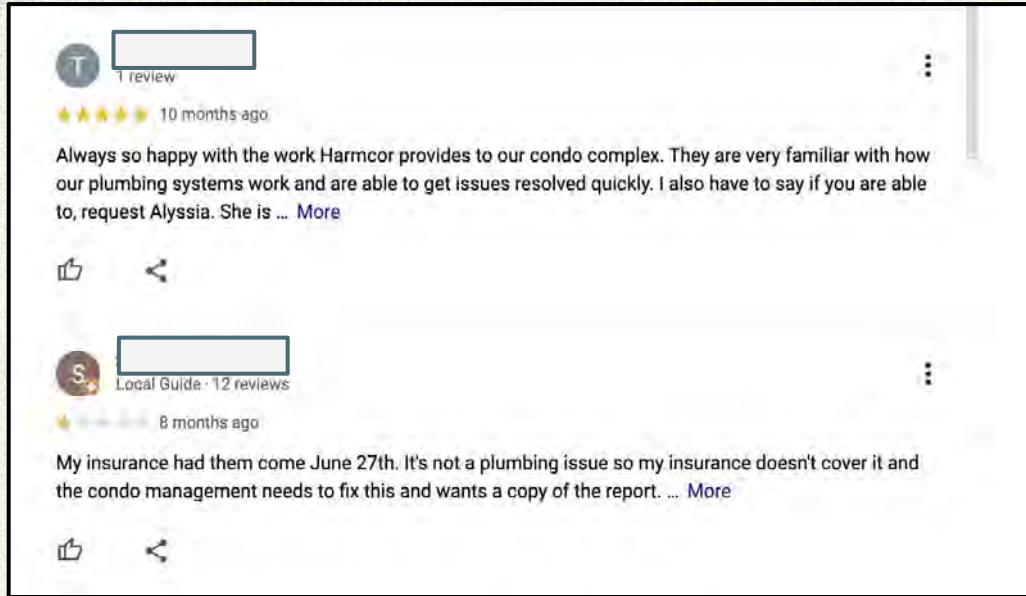 T
1 review
10 months ago
Always so happy with the work Harmcor provides to our condo complex. They are very familiar with how
our plumbing systems work and are able to get issues resolved quickly. I also have to say if you are able
to, request Alyssia. She is ... More
S
Local Guide · 12 reviews
8 months ago
My insurance had them come June 27th. It's not a plumbing issue so my insurance doesn't cover it and
the condo management needs to fix this and wants a copy of the report. ... More